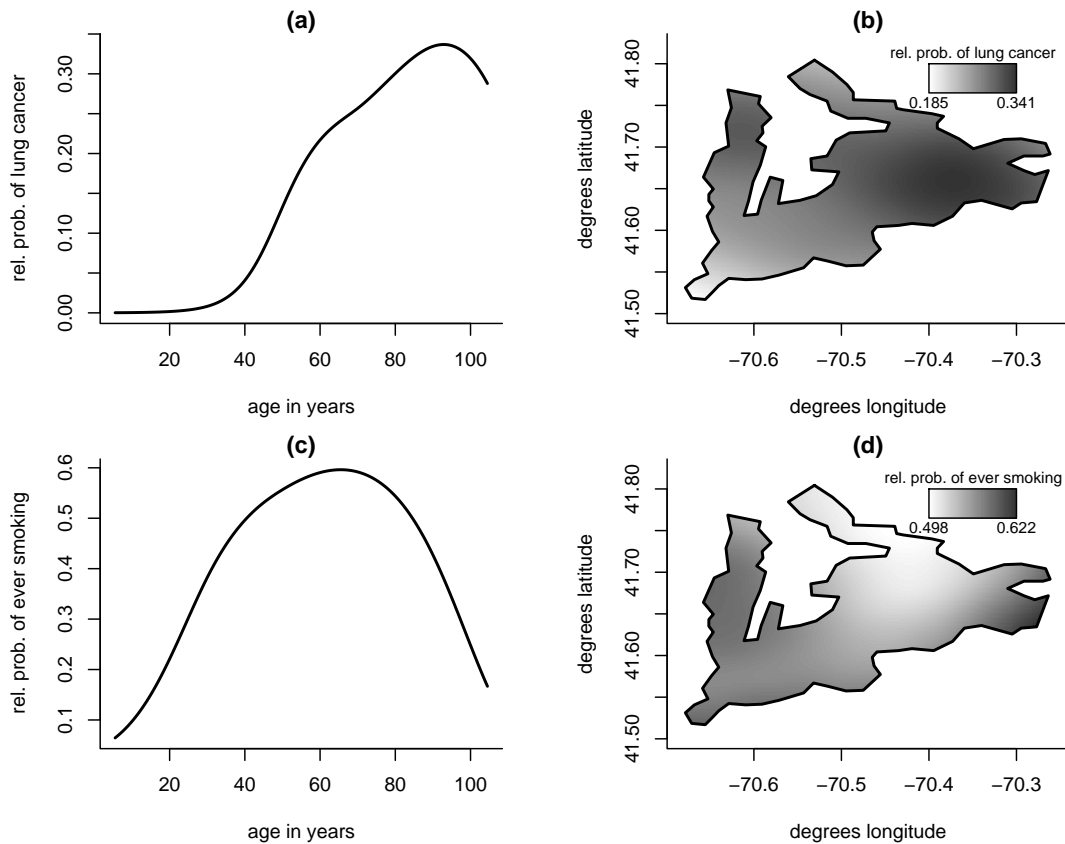 (a)
rel. prob. of lung cancer
0.00
0.10
0.20
0.30
20
40
60
80
100
age in years
(b)
degrees latitude
41.50
41.60
41.70
41.80
rel. prob. of lung cancer
0.185
0.341
−70.6
−70.5
−70.4
−70.3
degrees longitude
(c)
rel. prob. of ever smoking
0.1
0.2
0.3
0.4
0.5
0.6
20
40
60
80
100
age in years
(d)
degrees latitude
41.50
41.60
41.70
41.80
rel. prob. of ever smoking
0.498
0.622
−70.6
−70.5
−70.4
−70.3
degrees longitude